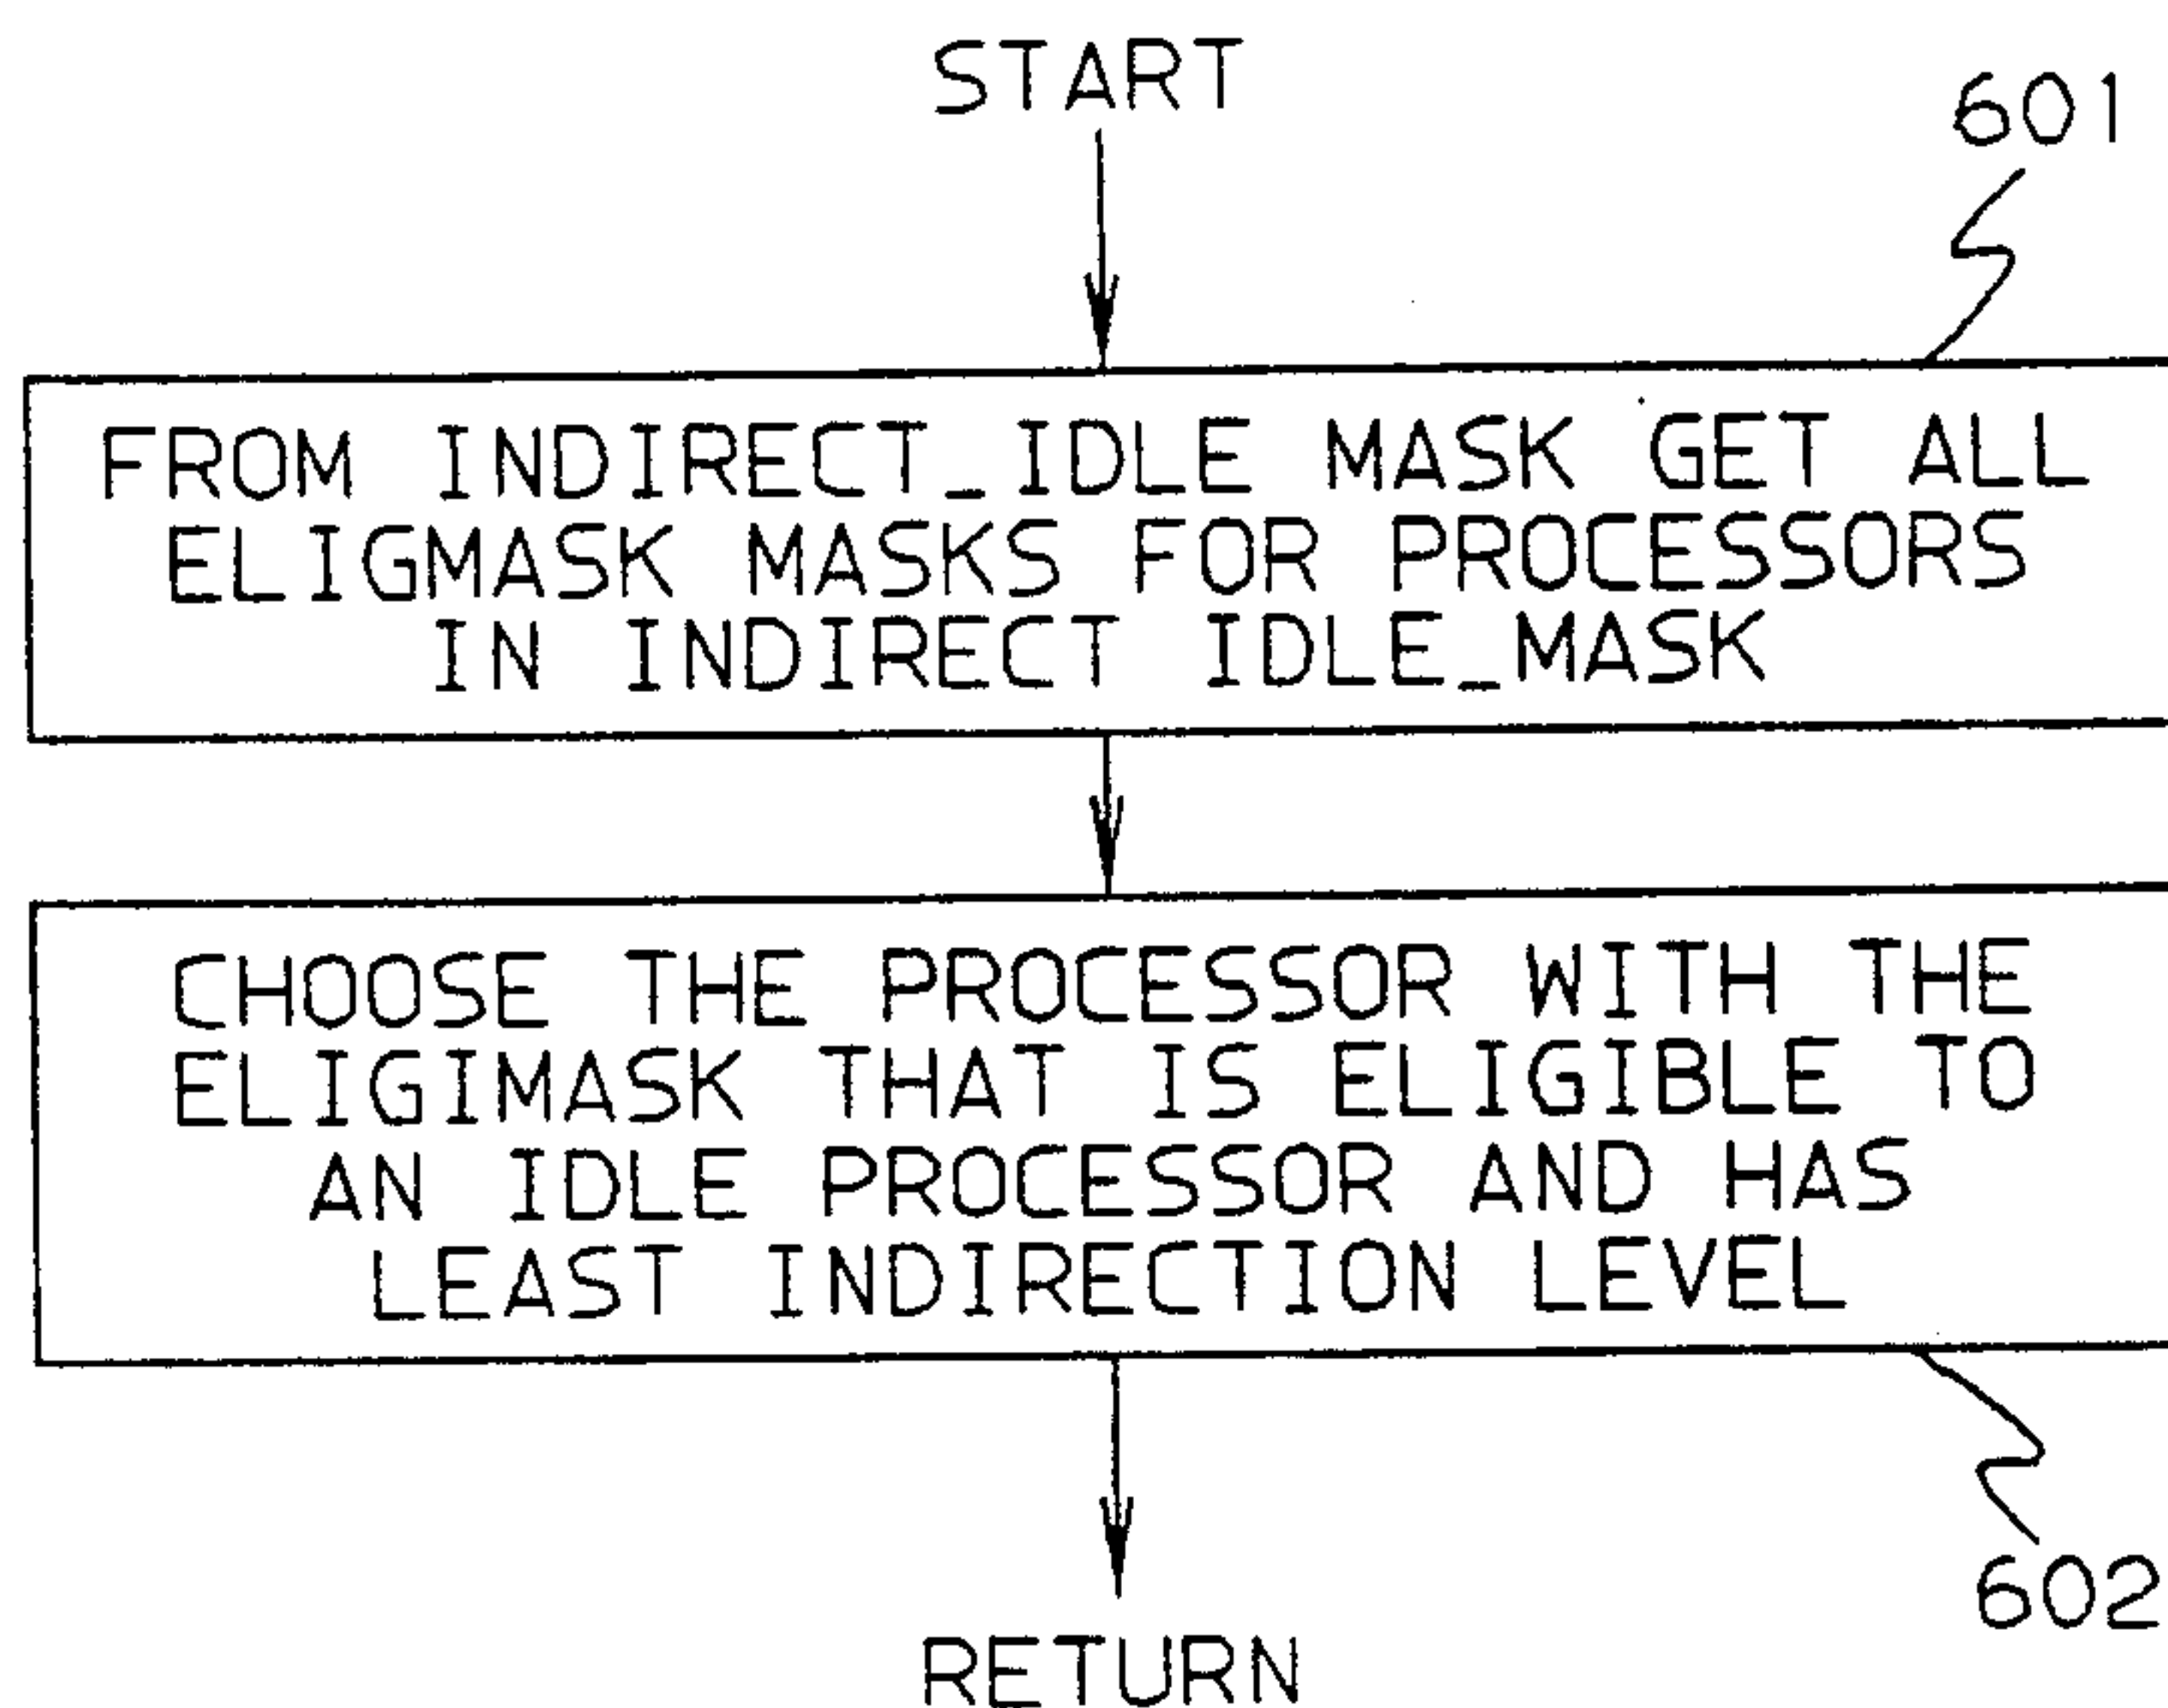 START
601
FROM INDIRECT_IDLE MASK GET ALL
ELIGMASK MASKS FOR PROCESSORS
IN INDIRECT IDLE_MASK
CHOOSE THE PROCESSOR WITH THE
ELIGIMASK THAT IS ELIGIBLE TO
AN IDLE PROCESSOR AND HAS
LEAST INDIRECTION LEVEL
602
RETURN